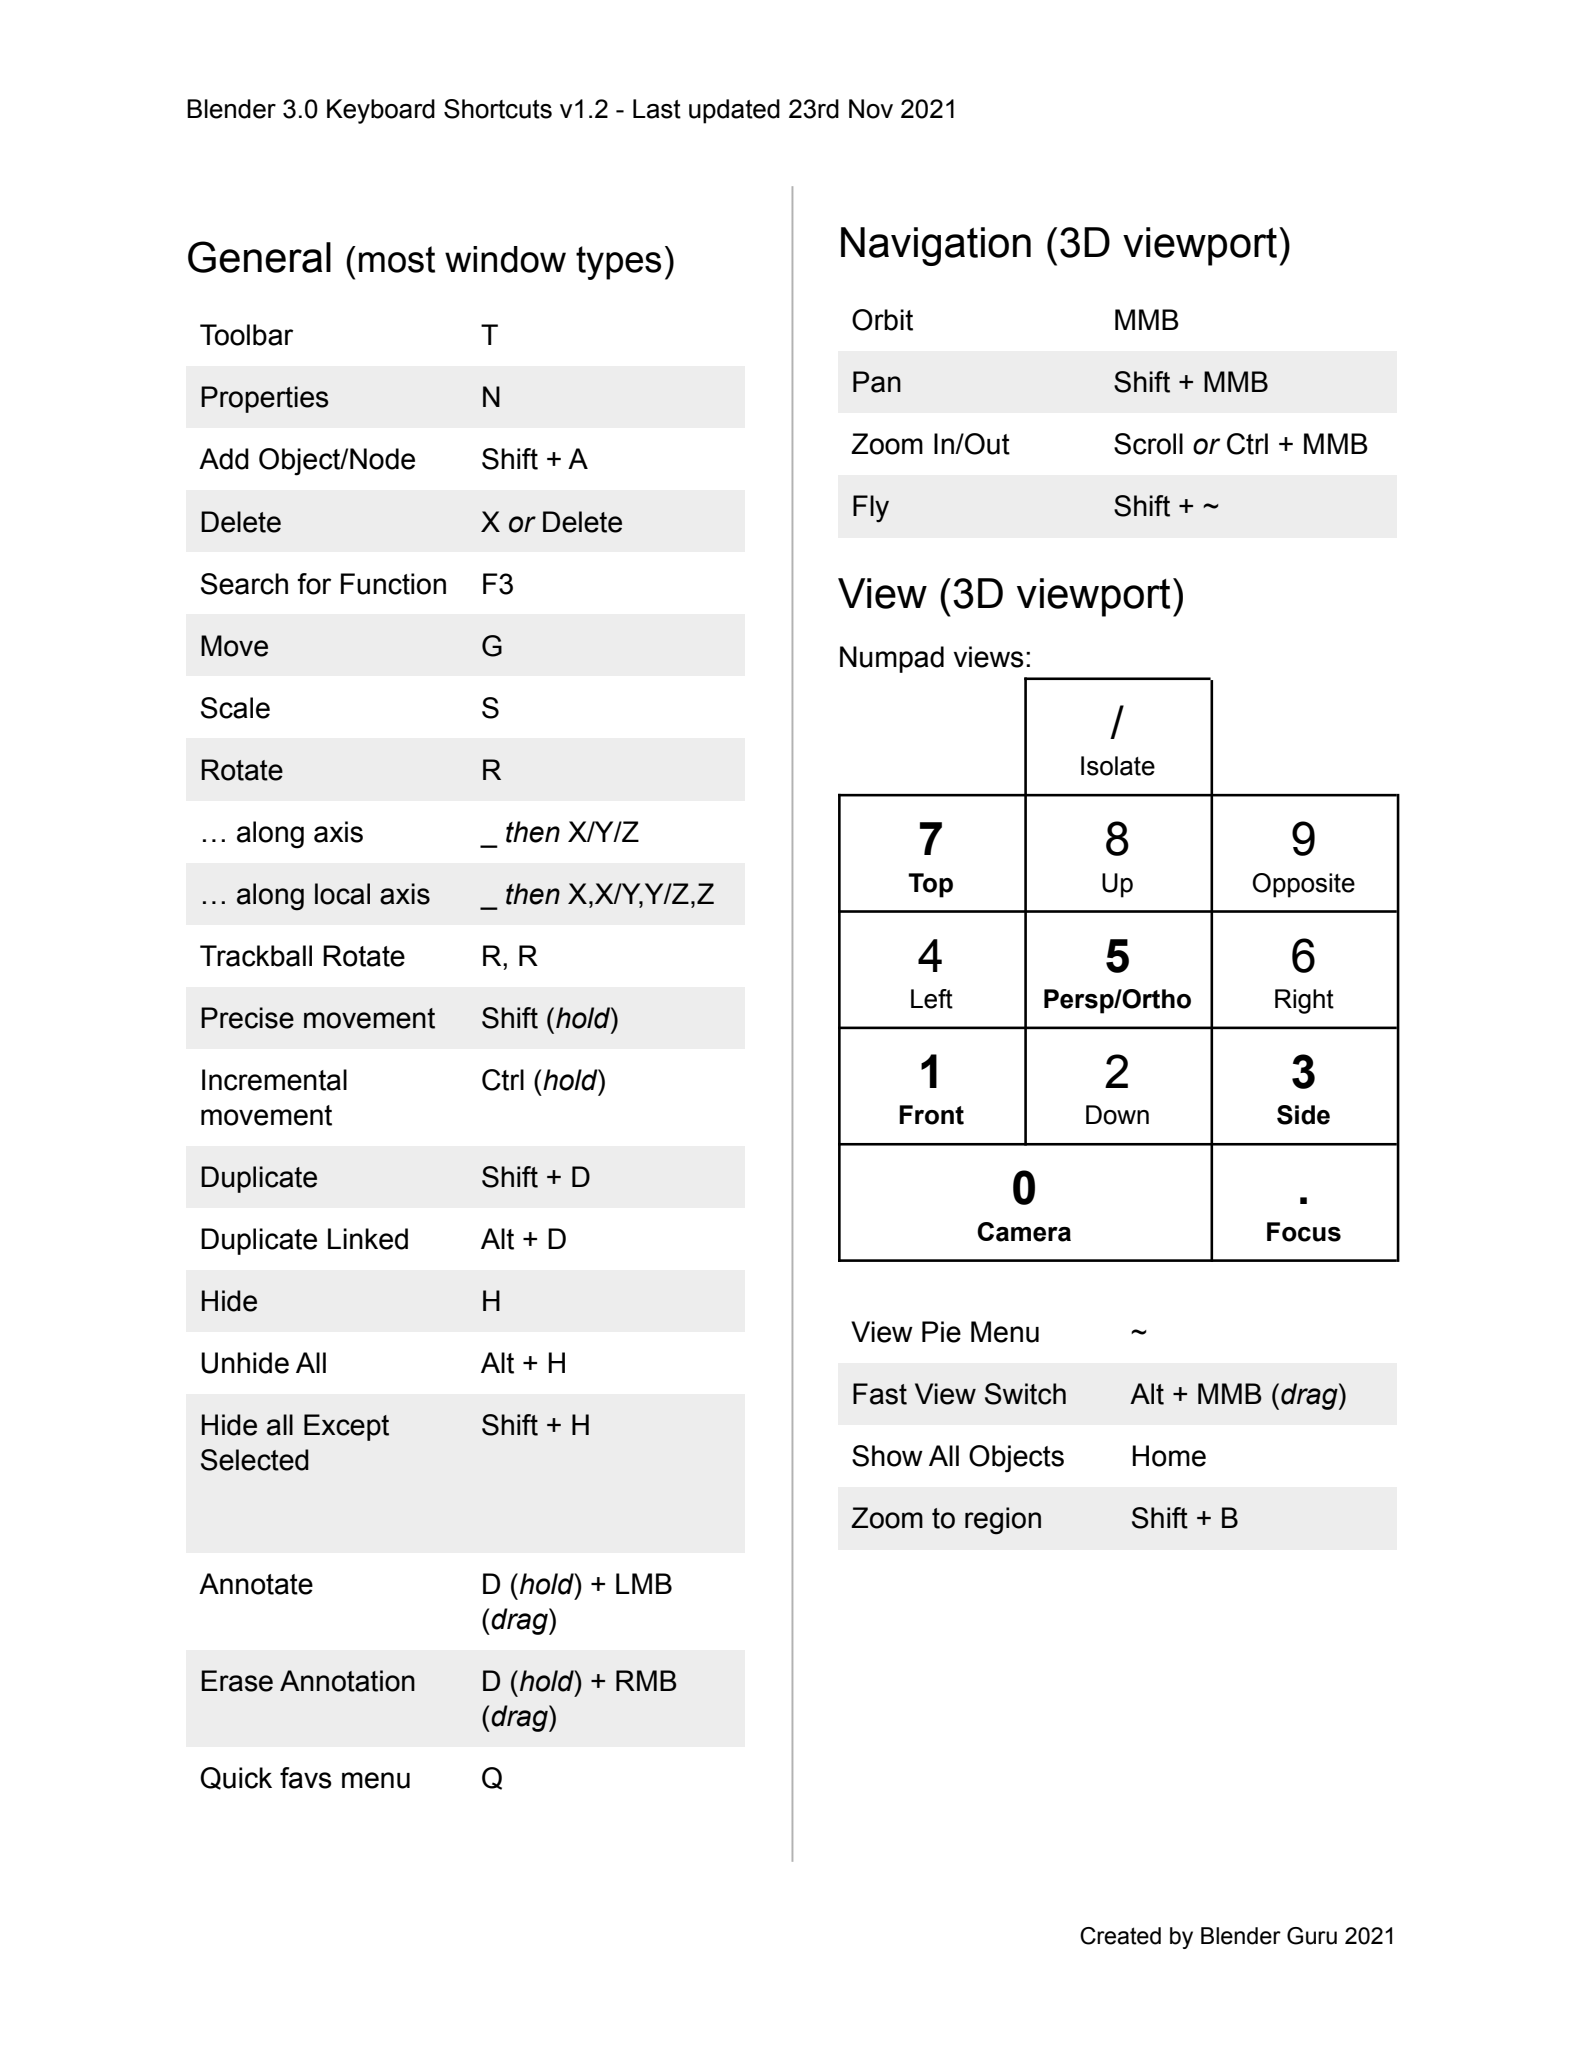 Blender 3.0 Keyboard Shortcuts v1.2 - Last updated 23rd Nov 2021
General (most window types)
Toolbar T
Properties N
Add Object/Node Shift + A
Delete X or Delete
Search for Function F3
Move G
Scale S
Rotate R
… along axis _ then X/Y/Z
… along local axis _ then X,X/Y,Y/Z,Z
Trackball Rotate R, R
Precise movement Shift (hold)
Incremental Ctrl (hold)
movement
Duplicate Shift + D
Duplicate Linked Alt + D
Hide H
Unhide All Alt + H
Hide all Except Shift + H
Selected
Annotate D (hold) + LMB
(drag)
Erase Annotation D (hold) + RMB
(drag)
Quick favs menu Q
Navigation (3D viewport)
Orbit MMB
Pan Shift + MMB
Zoom In/Out Scroll or Ctrl + MMB
Fly Shift + ~
View (3D viewport)
Numpad views:
/
Isolate
7 8 9
Top Up Opposite
4 5 6
Left Persp/Ortho Right
1 2 3
Front Down Side
0 .
Camera Focus
View Pie Menu ~
Fast View Switch Alt + MMB (drag)
Show All Objects Home
Zoom to region Shift + B
Created by Blender Guru 2021